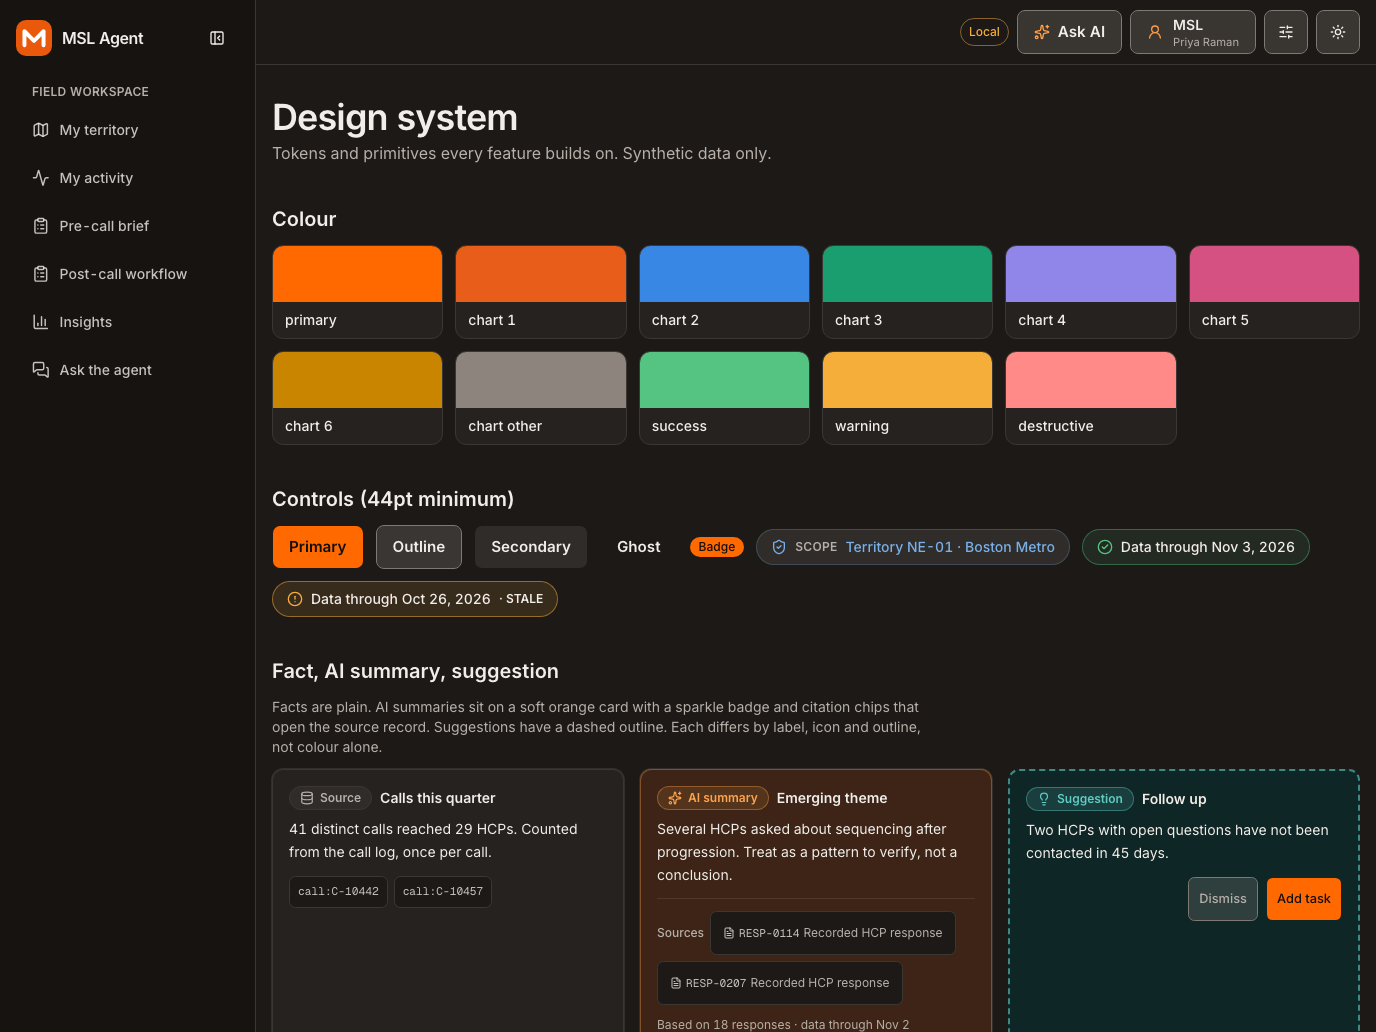 MSL Agent
FIELD WORKSPACE
My territory
My activity
Pre-call brief
Post-call workflow
Insights
Ask the agent
Local
Ask AI
MSL
Priya Raman
Design system
Tokens and primitives every feature builds on. Synthetic data only.
Colour
primary
chart 1
chart 2
chart 3
chart 4
chart 5
chart 6
chart other
success
warning
destructive
Controls (44pt minimum)
Primary
Outline
Secondary
Ghost
Badge
SCOPE Territory NE-01 · Boston Metro
Data through Nov 3, 2026
Data through Oct 26, 2026 · STALE
Fact, AI summary, suggestion
Facts are plain. AI summaries sit on a soft orange card with a sparkle badge and citation chips that
open the source record. Suggestions have a dashed outline. Each differs by label, icon and outline,
not colour alone.
Source Calls this quarter
41 distinct calls reached 29 HCPs. Counted
from the call log, once per call.
call:C-10442 call:C-10457
AI summary Emerging theme
Several HCPs asked about sequencing after
progression. Treat as a pattern to verify, not a
conclusion.
Sources RESP-0114 Recorded HCP response
RESP-0207 Recorded HCP response
Based on 18 responses · data through Nov 2
Suggestion Follow up
Two HCPs with open questions have not been
contacted in 45 days.
Dismiss Add task